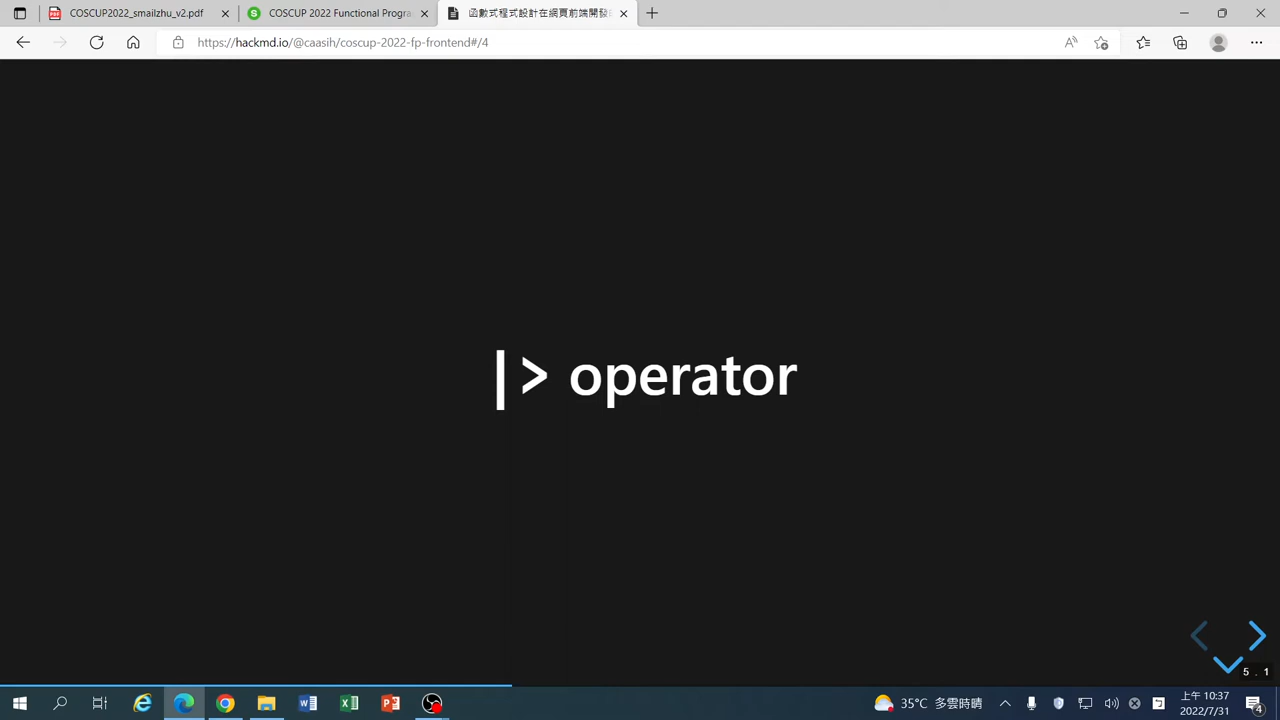 COSCUP2022_smailzhu_v2.pdf
COSCUP 2022 Functional Progra
函數式程式設計在網頁前端開發
https://hackmd.io/@caasih/coscup-2022-fp-frontend#/4
|> operator
5 . 1
35°C 多雲時晴
上午 10:37
2022/7/31
4